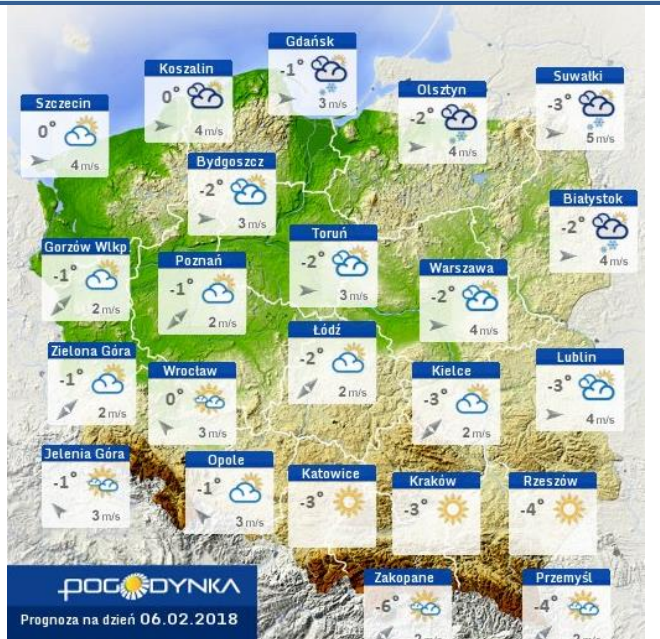 Gdańsk
-1°
3 m/s
Koszalin
0°
4 m/s
Olsztyn
-2°
4 m/s
Suwałki
-3°
5 m/s
Szczecin
0°
4 m/s
Bydgoszcz
-2°
3 m/s
Białystok
-2°
4 m/s
Toruń
-2°
3 m/s
Gorzów Wlkp
-1°
2 m/s
Poznań
-1°
2 m/s
Warszawa
-2°
4 m/s
Łódź
-2°
2 m/s
Zielona Góra
-1°
2 m/s
Wrocław
0°
3 m/s
Kielce
-3°
2 m/s
Lublin
-3°
4 m/s
Jelenia Góra
-1°
3 m/s
Opole
-1°
3 m/s
Katowice
-3°
Kraków
-3°
Rzeszów
-4°
Zakopane
-6°
2 m/s
Przemyśl
-4°
2 m/s
POGODYNKA
Prognoza na dzień 06.02.2018